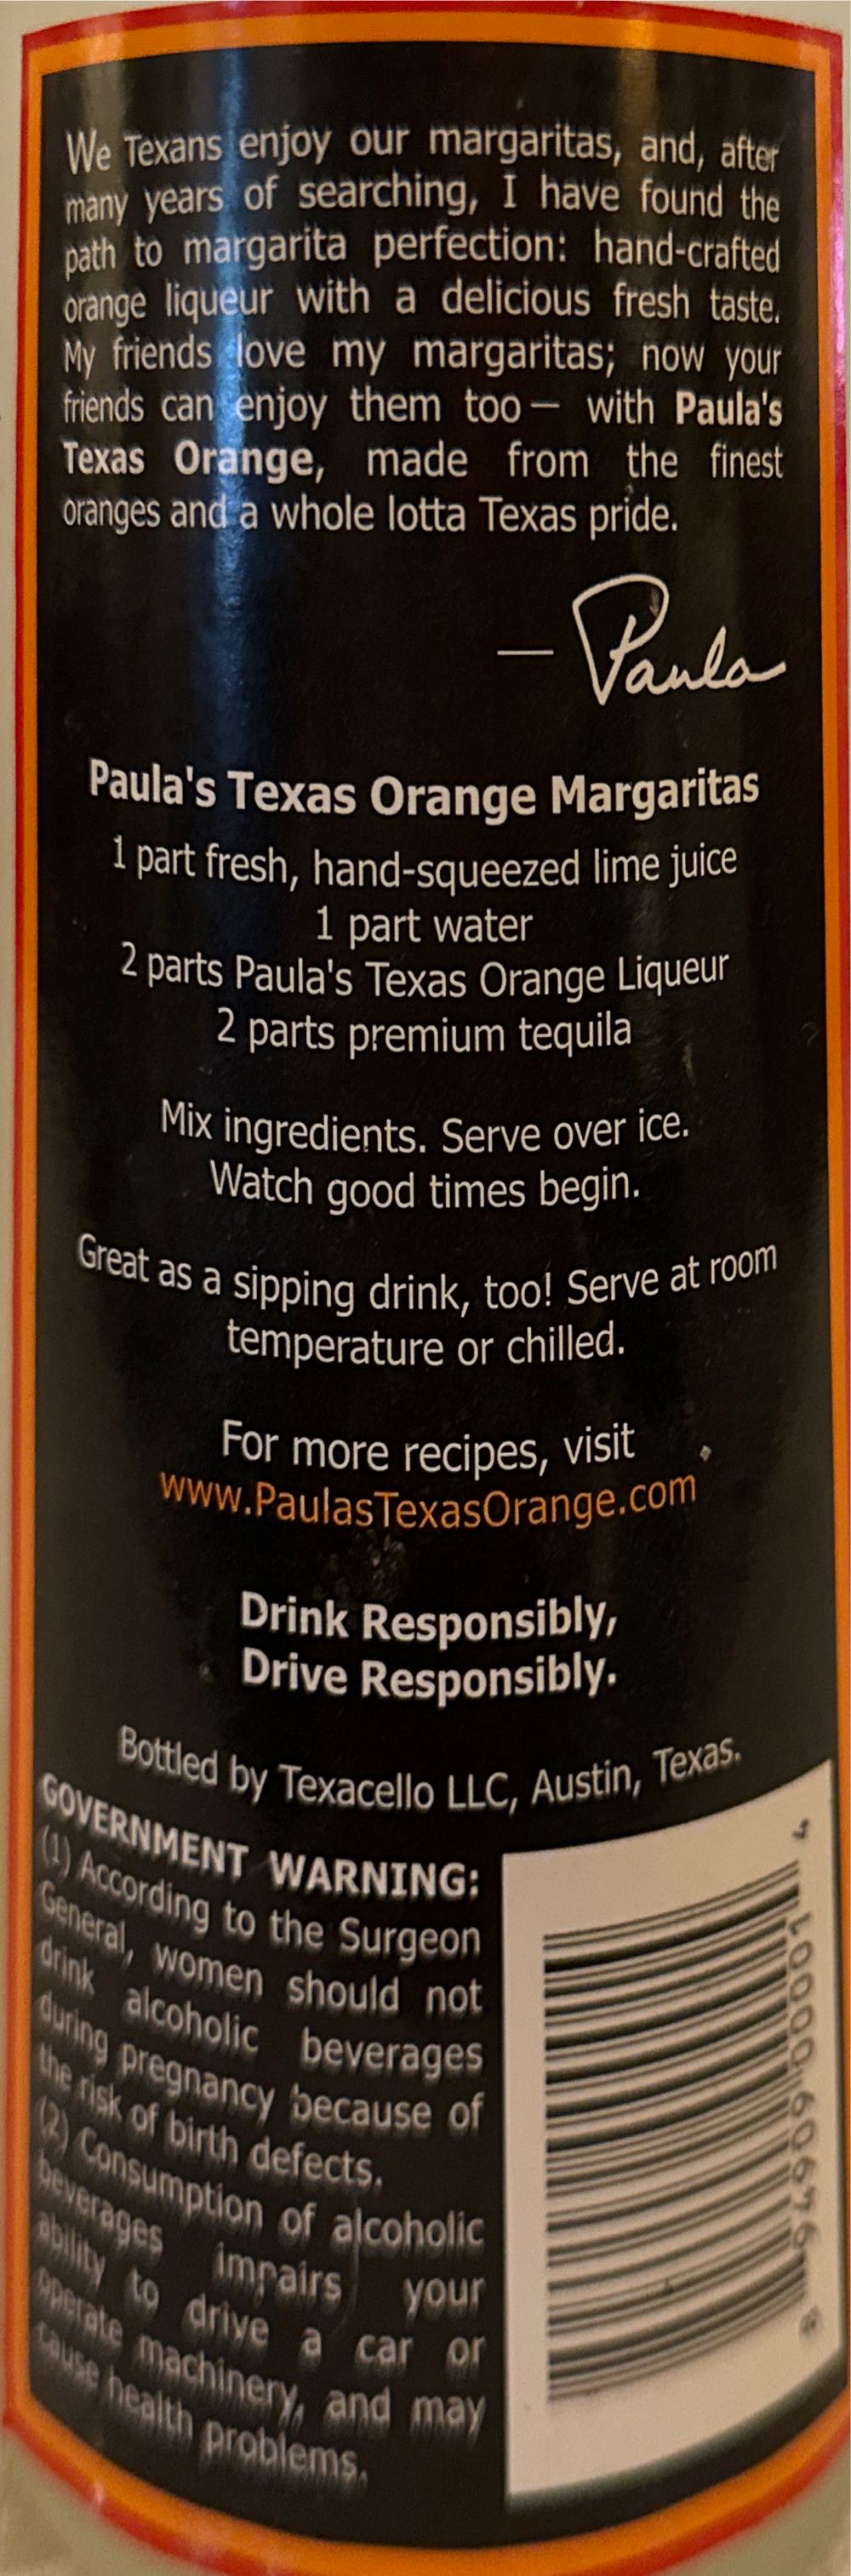 We Texans enjoy our margaritas, and, after
many years of searching, I have found the
path to margarita perfection: hand-crafted
orange liqueur with a delicious fresh taste.
My friends love my margaritas; now your
friends can enjoy them too — with Paula's
Texas Orange, made from the finest
oranges and a whole lotta Texas pride.
— Paula
Paula's Texas Orange Margaritas
1 part fresh, hand-squeezed lime juice
1 part water
2 parts Paula's Texas Orange Liqueur
2 parts premium tequila
Mix ingredients. Serve over ice.
Watch good times begin.
Great as a sipping drink, too! Serve at room
temperature or chilled.
For more recipes, visit
www.PaulasTexasOrange.com
Drink Responsibly,
Drive Responsibly.
Bottled by Texacello LLC, Austin, Texas.
GOVERNMENT WARNING:
(1) According to the Surgeon
General, women should not
drink alcoholic beverages
during pregnancy because of
the risk of birth defects.
(2) Consumption of alcoholic
beverages impairs your
ability to drive a car or
operate machinery, and may
cause health problems.